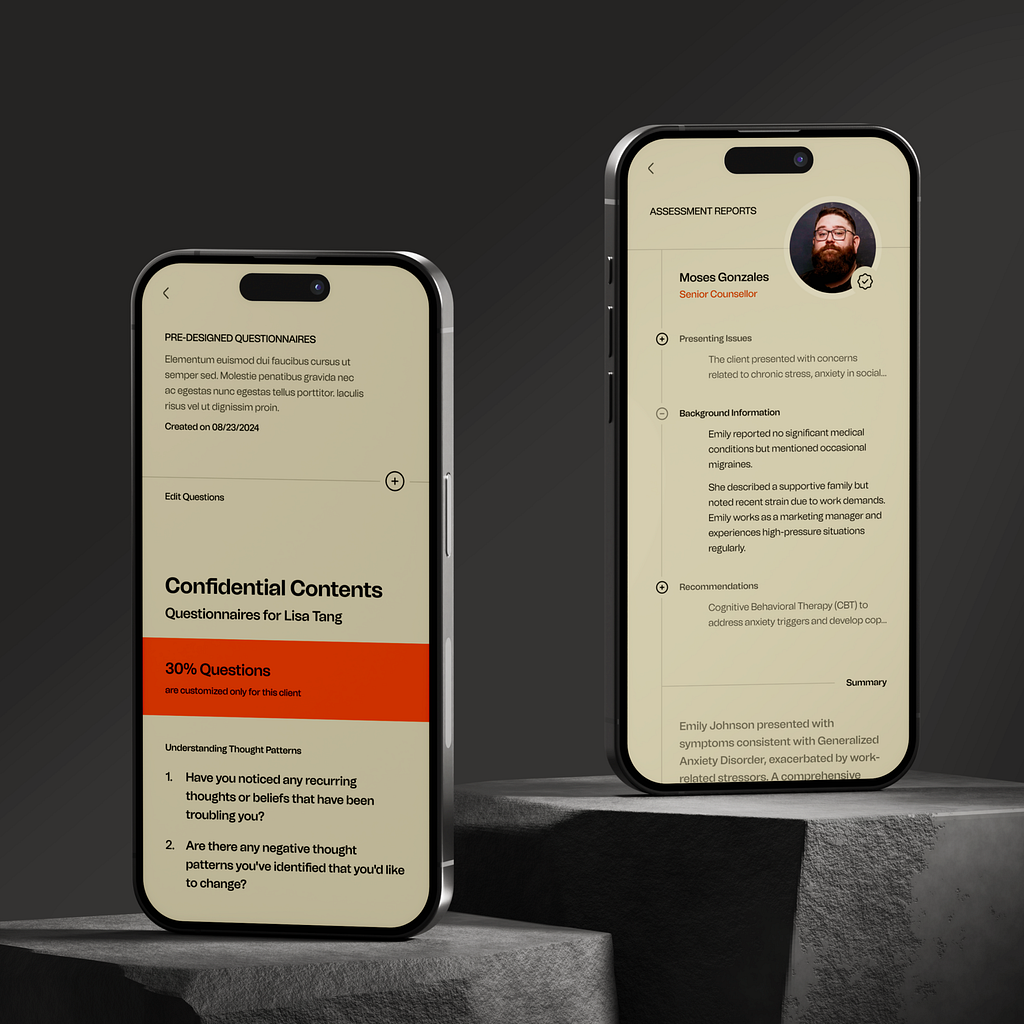 PRE-DESIGNED QUESTIONNAIRES
Elementum euismod dui faucibus cursus ut
semper sed. Molestie penatibus gravida nec
ac egestas nunc egestas tellus porttitor. Iaculis
risus vel ut dignissim proin.
Created on 08/23/2024
Edit Questions
Confidential Contents
Questionnaires for Lisa Tang
30% Questions
are customized only for this client
Understanding Thought Patterns
1. Have you noticed any recurring
thoughts or beliefs that have been
troubling you?
2. Are there any negative thought
patterns you've identified that you'd like
to change?
ASSESSMENT REPORTS
Moses Gonzales
Senior Counsellor
Presenting Issues
The client presented with concerns
related to chronic stress, anxiety in social...
Background Information
Emily reported no significant medical
conditions but mentioned occasional
migraines.
She described a supportive family but
noted recent strain due to work demands.
Emily works as a marketing manager and
experiences high-pressure situations
regularly.
Recommendations
Cognitive Behavioral Therapy (CBT) to
address anxiety triggers and develop cop...
Summary
Emily Johnson presented with
symptoms consistent with Generalized
Anxiety Disorder, exacerbated by work-
related stressors. A comprehensive